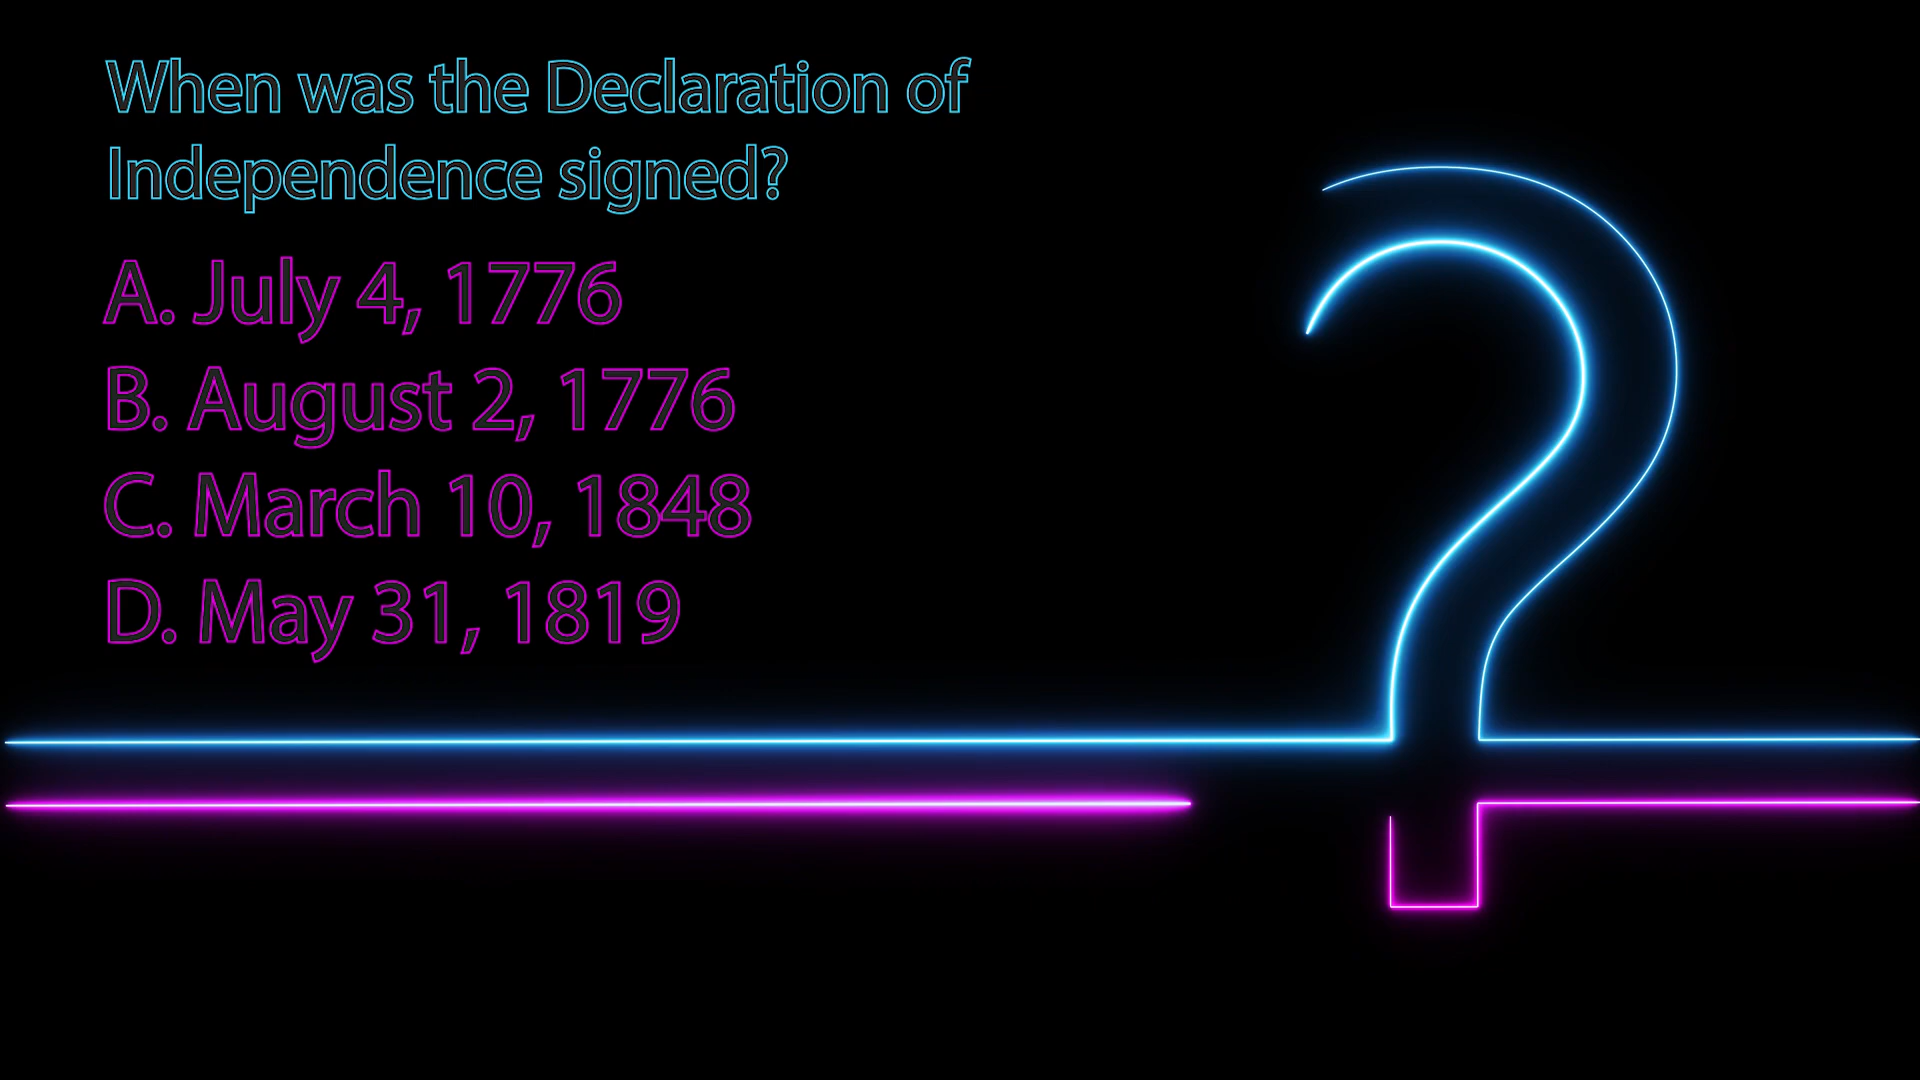 When was the Declaration of
Independence signed?
A. July 4, 1776
B. August 2, 1776
C. March 10, 1848
D. May 31, 1819